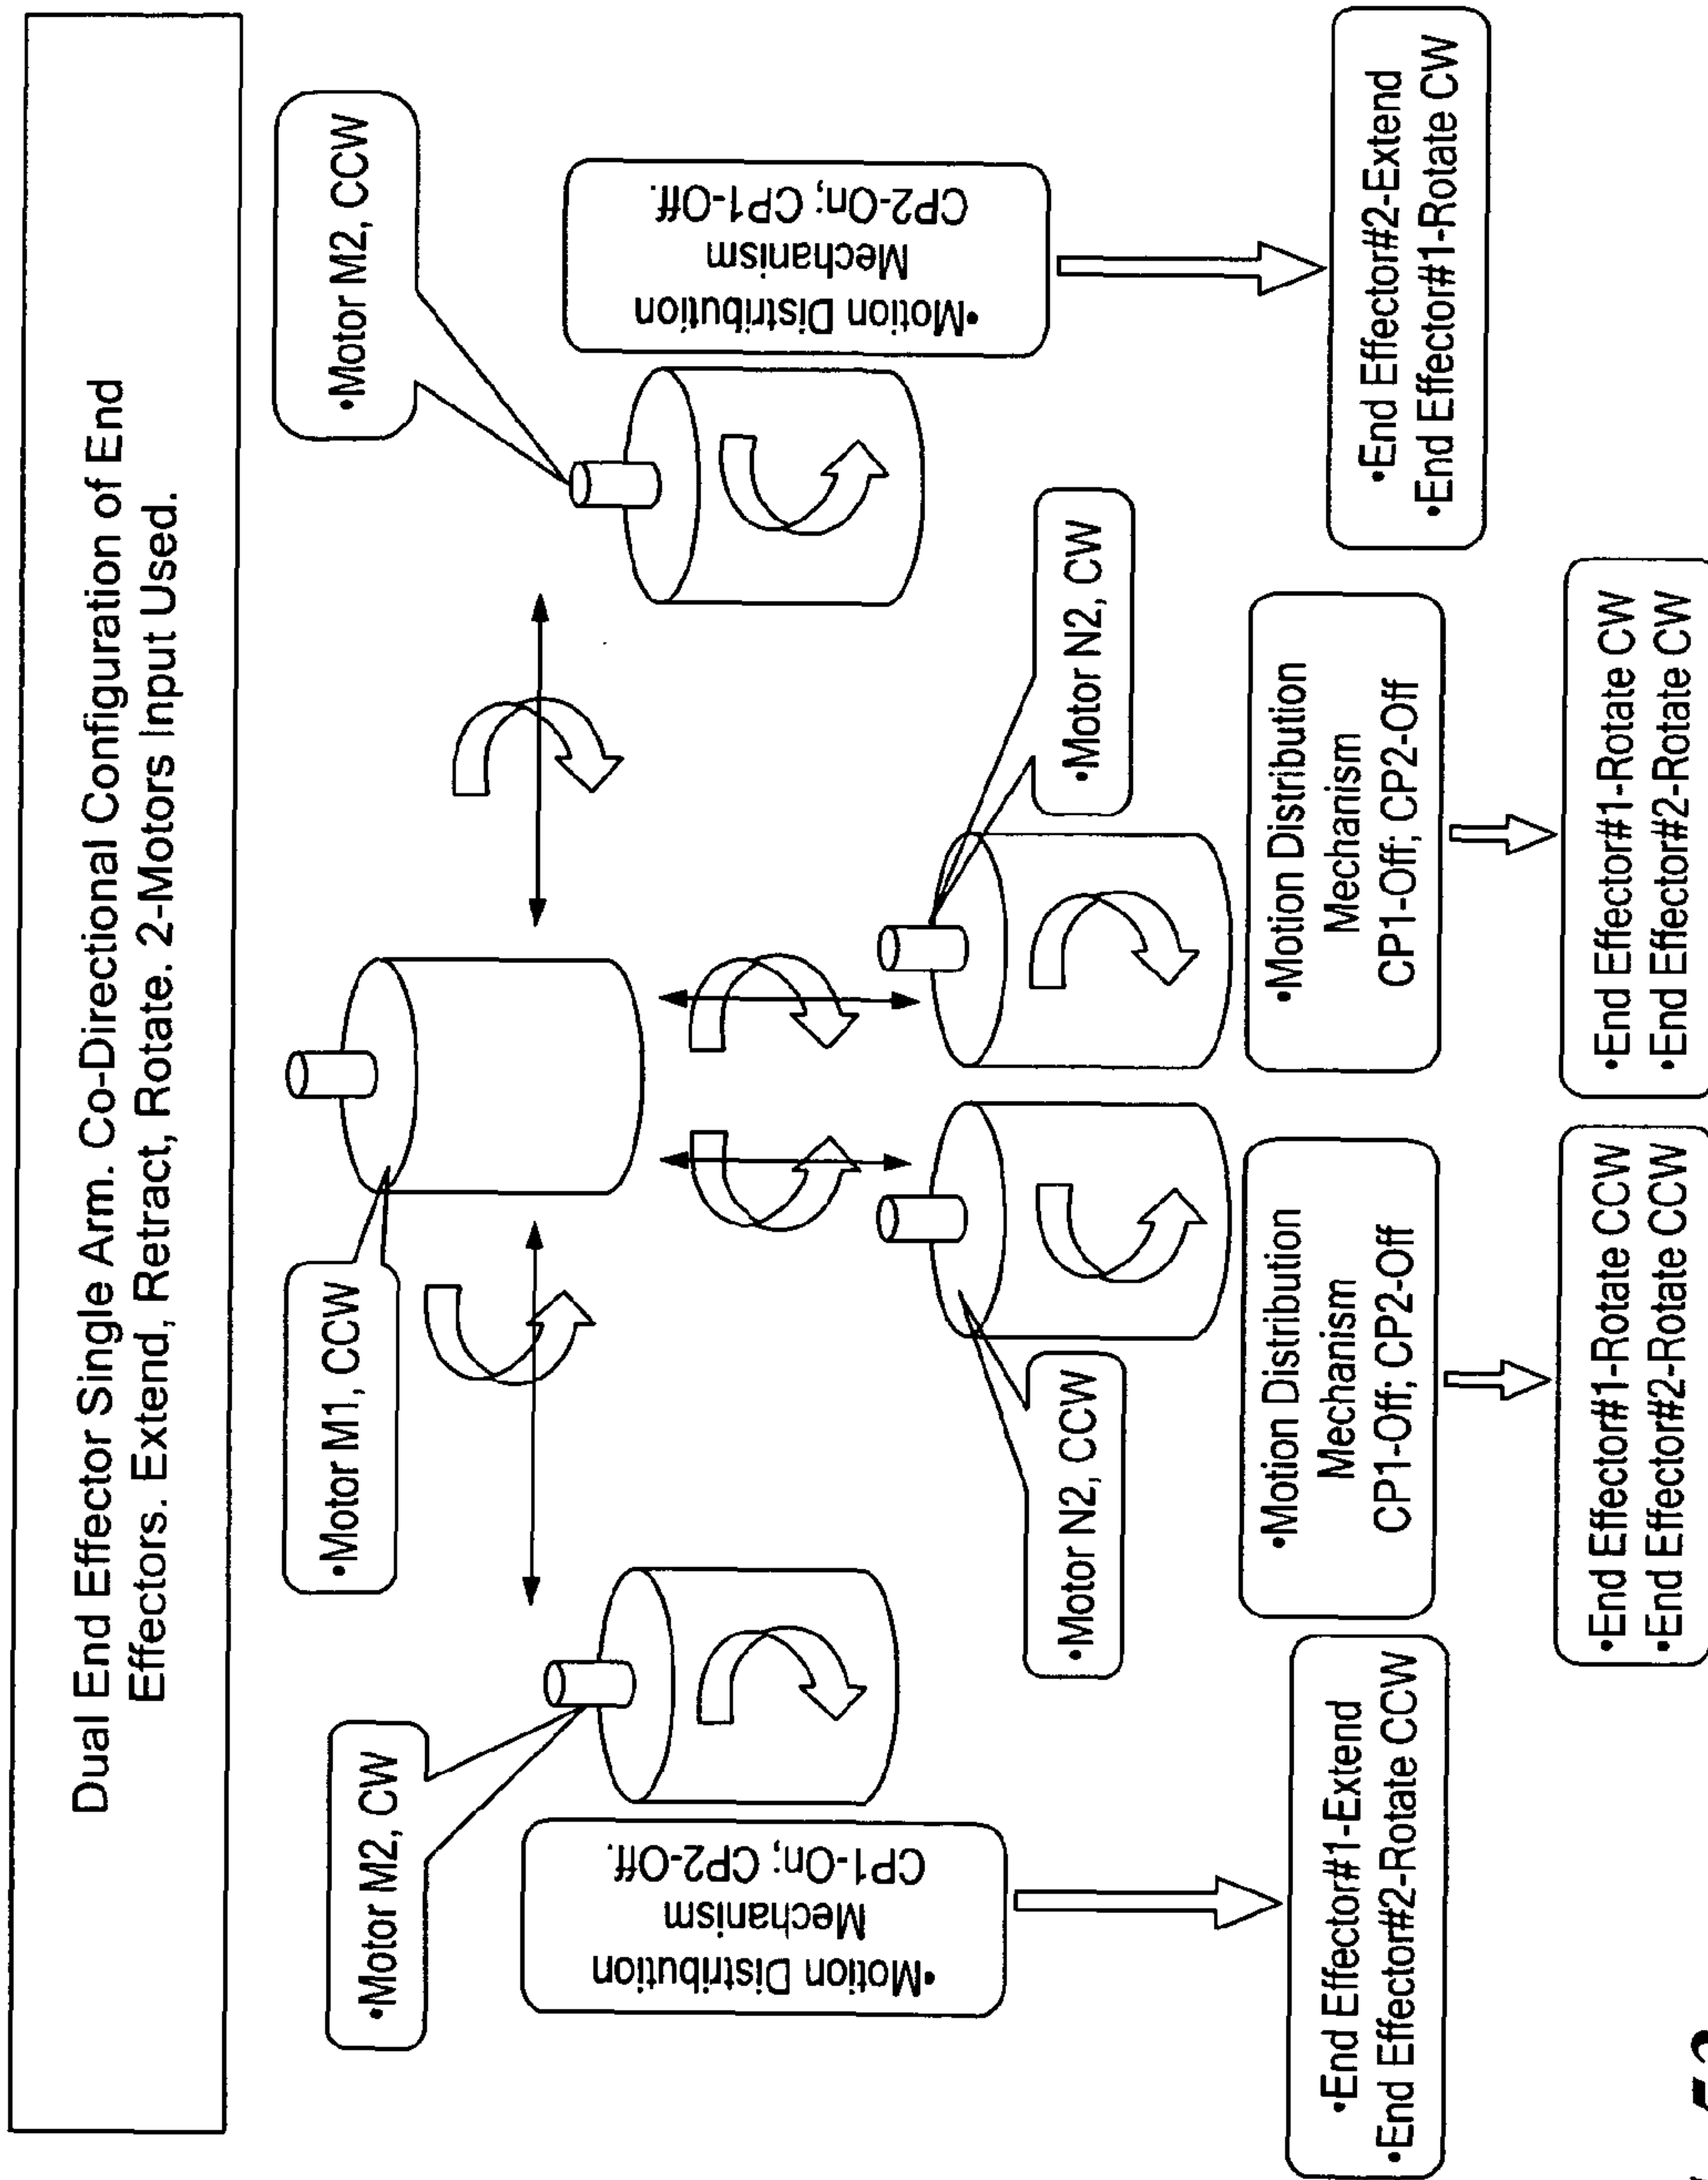 Dual End Effector Single Arm. Co-Directional Configuration of End
Effectors. Extend, Retract, Rotate. 2-Motors Input Used.
•Motor M1, CCW
•Motor M2, CW
•Motor M2, CCW
•Motion Distribution
Mechanism
CP1-On; CP2-Off.
•Motor N2, CCW
•Motor N2, CW
•Motion Distribution
Mechanism
CP2-On; CP1-Off.
•Motion Distribution
Mechanism
CP1-Off; CP2-Off
•Motion Distribution
Mechanism
CP1-Off; CP2-Off
•End Effector#1-Extend
•End Effector#2-Rotate CCW
•End Effector#1-Rotate CCW
•End Effector#2-Rotate CCW
•End Effector#1-Rotate CW
•End Effector#2-Rotate CW
•End Effector#2-Extend
•End Effector#1-Rotate CW